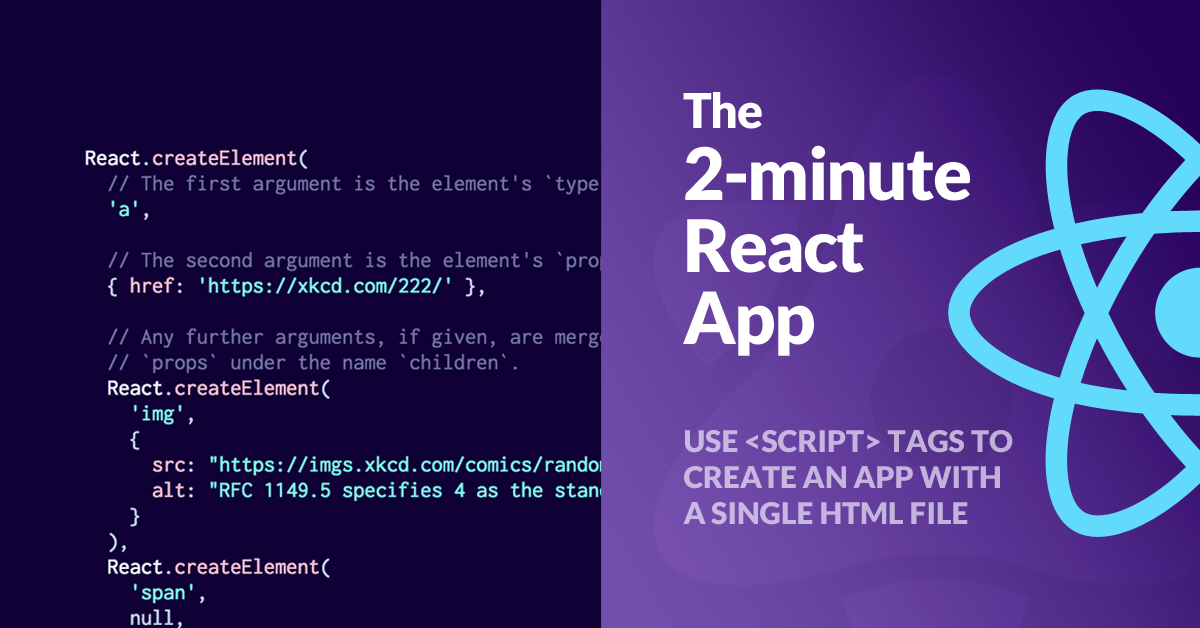 React.createElement(
// The first argument is the element's `type
'a',
// The second argument is the element's `prop
{ href: 'https://xkcd.com/222/' },
// Any further arguments, if given, are merge
// `props` under the name `children`.
React.createElement(
'img',
{
src: "https://imgs.xkcd.com/comics/random
alt: "RFC 1149.5 specifies 4 as the stan
}
),
React.createElement(
'span',
null,
The
2-minute
React
App
USE <SCRIPT> TAGS TO
CREATE AN APP WITH
A SINGLE HTML FILE